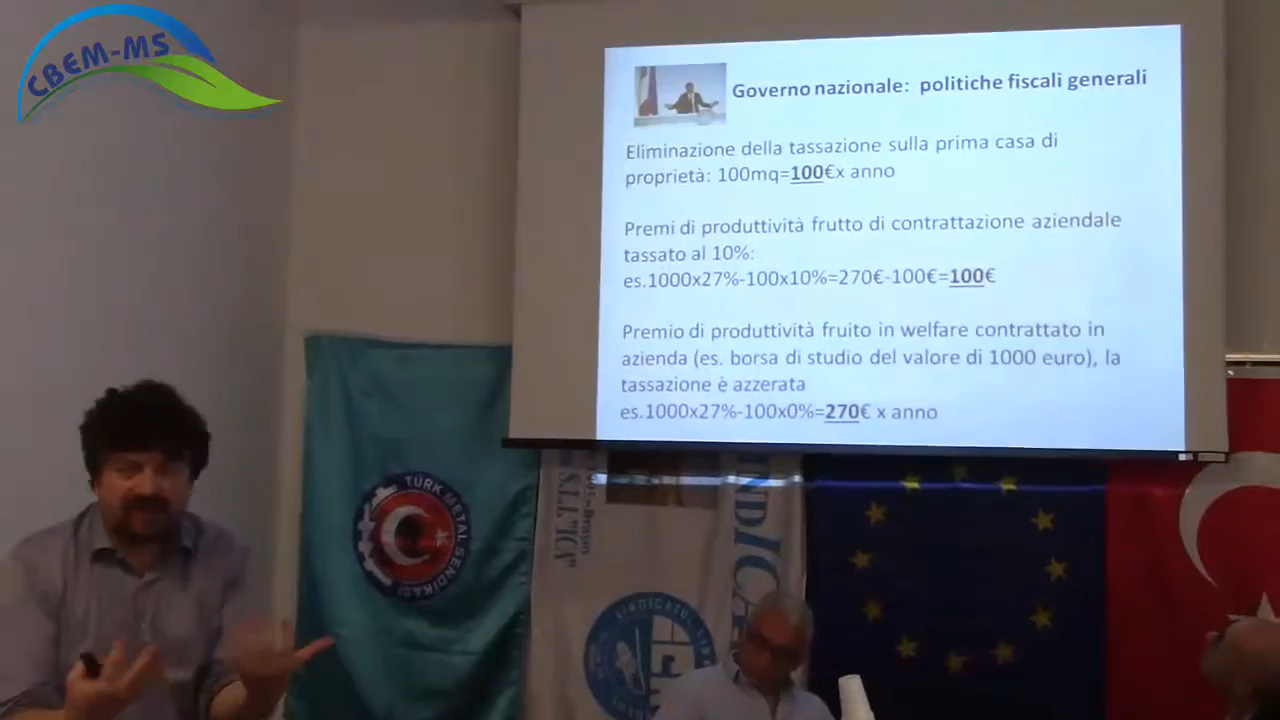 CBEM-MS
Governo nazionale: politiche fiscali generali
Eliminazione della tassazione sulla prima casa di
proprietà: 100mq=100€x anno
Premi di produttività frutto di contrattazione aziendale
tassato al 10%:
es.1000x27%-100x10%=270€-100€=100€
Premio di produttività fruito in welfare contrattato in
azienda (es. borsa di studio del valore di 1000 euro), la
tassazione è azzerata
es.1000x27%-100x0%=270€ x anno
TÜRK METAL SENDİKASI